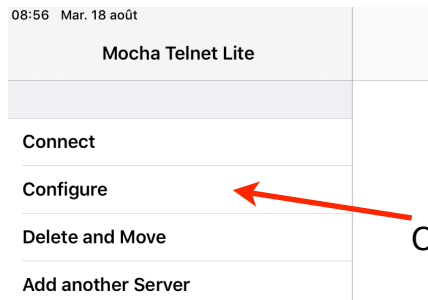 08:56 Mar. 18 août
Mocha Telnet Lite
Connect
Configure
Delete and Move
Add another Server